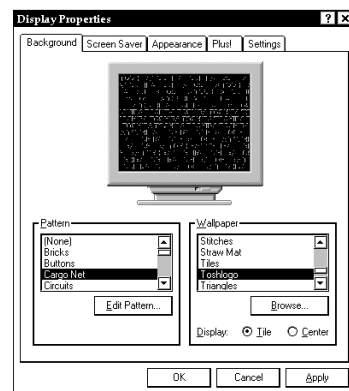 Display Properties
Background Screen Saver Appearance Plus! Settings
Pattern
(None)
Bricks
Buttons
Cargo Net
Circuits
Edit Pattern...
Wallpaper
Stitches
Straw Mat
Tiles
Toshlogo
Triangles
Browse...
Display: Tile Center
OK Cancel Apply